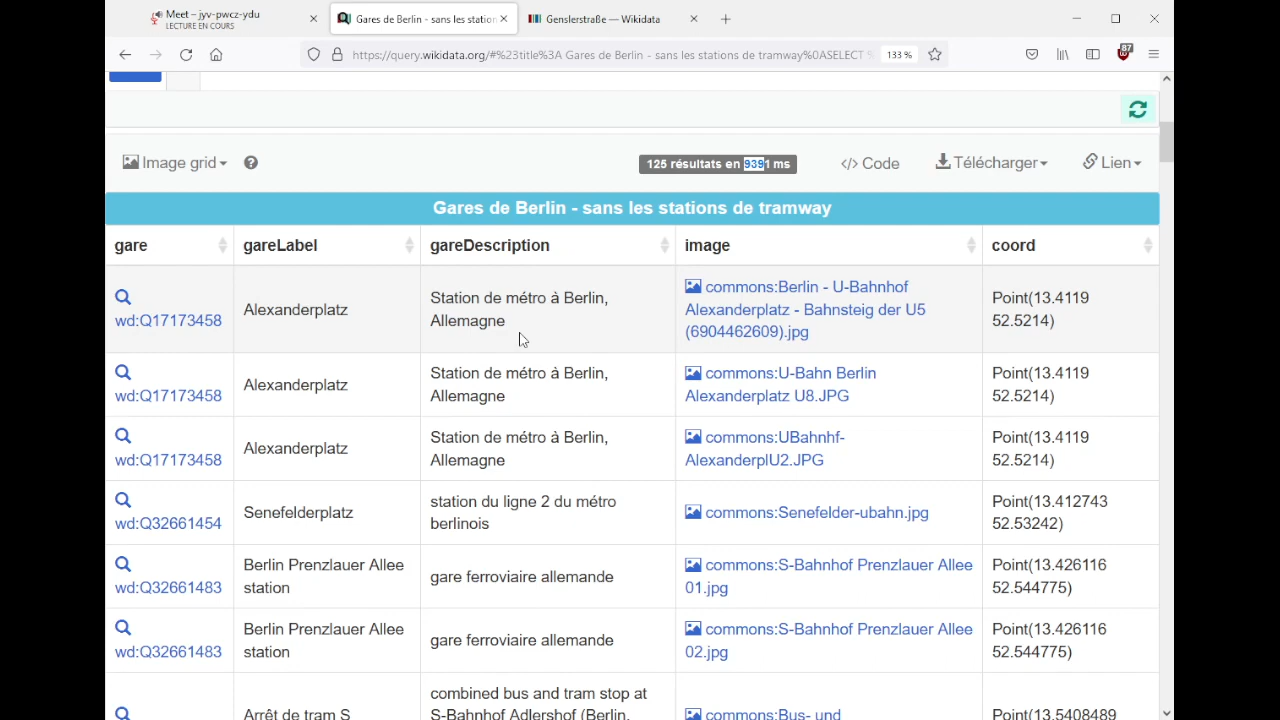 Meet – jyv-pwcz-ydu
LECTURE EN COURS
Gares de Berlin - sans les station
Genslerstraße — Wikidata
https://query.wikidata.org/#%23title%3A Gares de Berlin - sans les stations de tramway%0ASELECT
133 %
87
Image grid
125 résultats en 9391 ms
</> Code
Télécharger
Lien
Gares de Berlin - sans les stations de tramway
gare gareLabel gareDescription image coord
wd:Q17173458
Alexanderplatz
Station de métro à Berlin,
Allemagne
commons:Berlin - U-Bahnhof
Alexanderplatz - Bahnsteig der U5
(6904462609).jpg
Point(13.4119
52.5214)
wd:Q17173458
Alexanderplatz
Station de métro à Berlin,
Allemagne
commons:U-Bahn Berlin
Alexanderplatz U8.JPG
Point(13.4119
52.5214)
wd:Q17173458
Alexanderplatz
Station de métro à Berlin,
Allemagne
commons:UBahnhf-
AlexanderplU2.JPG
Point(13.4119
52.5214)
wd:Q32661454
Senefelderplatz
station du ligne 2 du métro
berlinois
commons:Senefelder-ubahn.jpg
Point(13.412743
52.53242)
wd:Q32661483
Berlin Prenzlauer Allee
station
gare ferroviaire allemande
commons:S-Bahnhof Prenzlauer Allee
01.jpg
Point(13.426116
52.544775)
wd:Q32661483
Berlin Prenzlauer Allee
station
gare ferroviaire allemande
commons:S-Bahnhof Prenzlauer Allee
02.jpg
Point(13.426116
52.544775)
Arrêt de tram S
combined bus and tram stop at
S-Bahnhof Adlershof (Berlin,
commons:Bus- und
Point(13.5408489